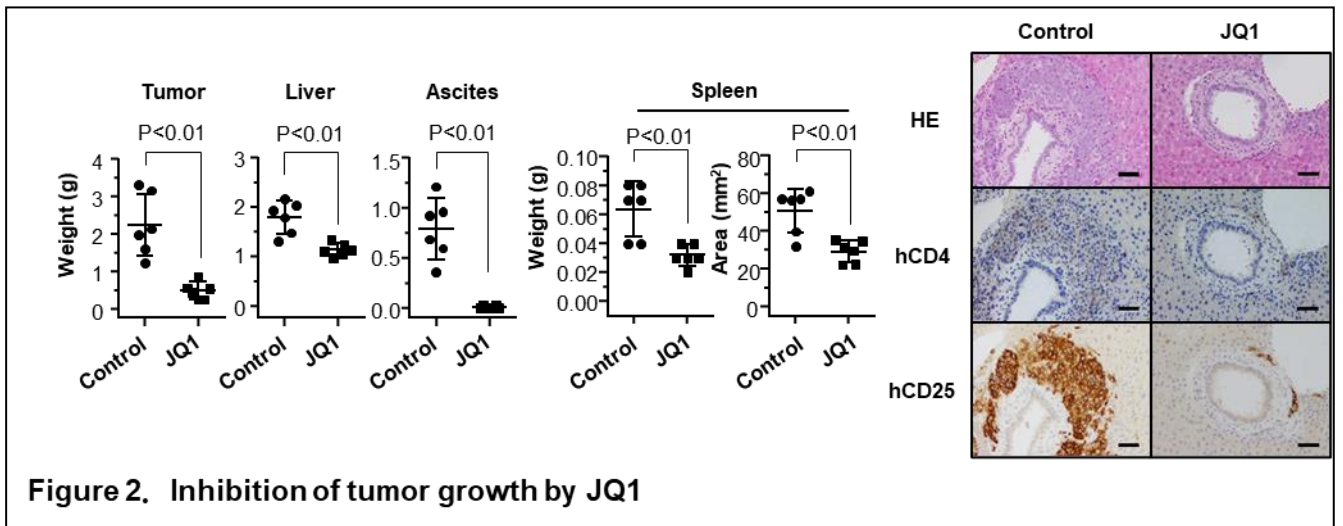 Control JQ1
Tumor Liver Ascites Spleen
P<0.01 P<0.01 P<0.01 P<0.01 P<0.01
HE
Weight (g)
4
3
2
1
0
3
2
1
0
1.5
1.0
0.5
0.0
Weight (g)
0.10
0.08
0.06
0.04
0.02
0.00
Area (mm²)
80
60
40
20
0
hCD4
Control JQ1 Control JQ1 Control JQ1 Control JQ1 Control JQ1
hCD25
Figure 2. Inhibition of tumor growth by JQ1